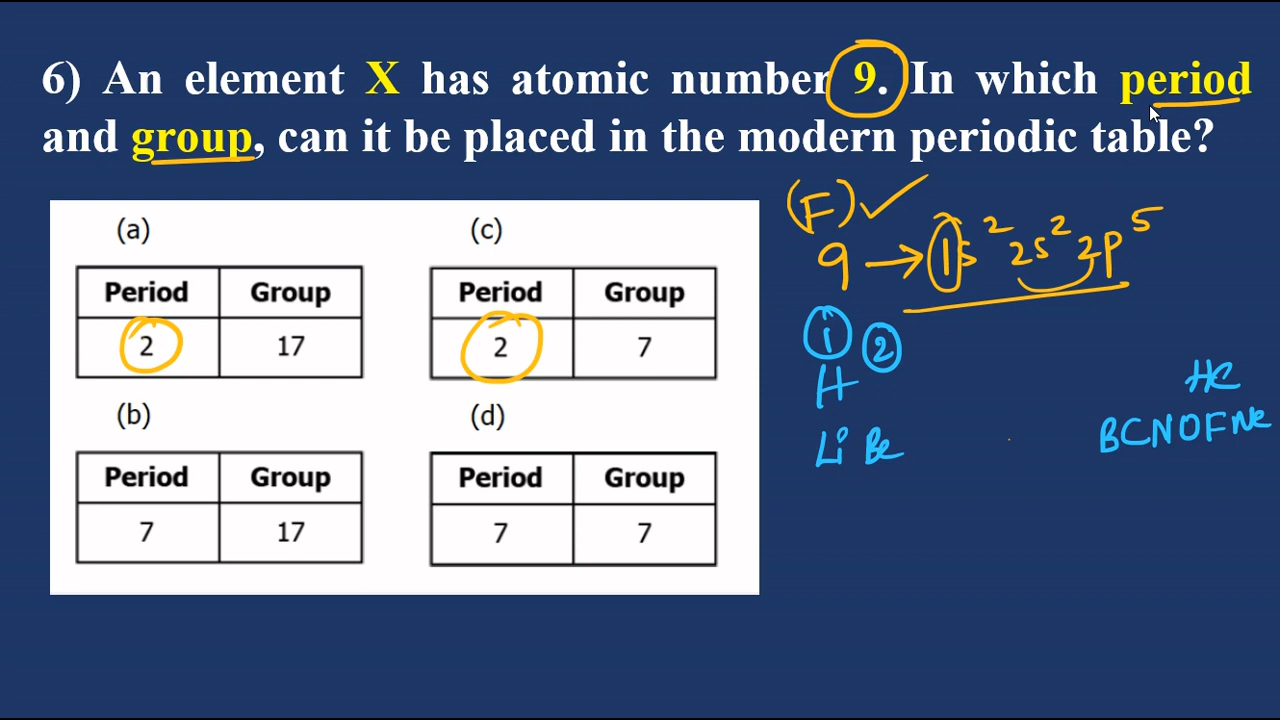 6) An element X has atomic number 9. In which period
and group, can it be placed in the modern periodic table?
(a)
Period Group
2 17
(b)
Period Group
7 17
(c)
Period Group
2 7
(d)
Period Group
7 7
(F) ✓
9 → 1s² 2s² 2p⁵
1 2
H He
Li Be B C N O F Ne